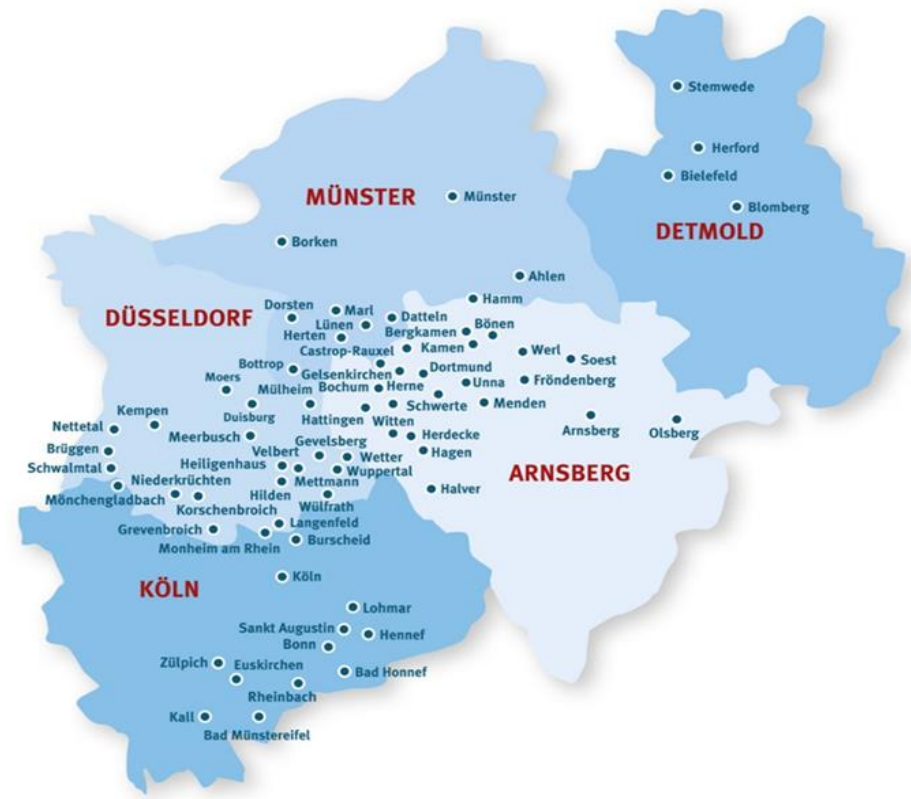 Stemwede
Herford
Bielefeld
MÜNSTER
Münster
Blomberg
DETMOLD
Borken
Ahlen
Hamm
Dorsten
Marl
Datteln
DÜSSELDORF
Lünen
Bönen
Herten
Bergkamen
Castrop-Rauxel
Kamen
Werl
Soest
Bottrop
Gelsenkirchen
Dortmund
Moers
Mülheim
Bochum
Herne
Unna
Fröndenberg
Kempen
Duisburg
Hattingen
Witten
Schwerte
Menden
Nettetal
Meerbusch
Gevelsberg
Herdecke
Arnsberg
Olsberg
Brüggen
Velbert
Wetter
Hagen
Schwalmtal
Heiligenhaus
Wuppertal
ARNSBERG
Niederkrüchten
Mettmann
Mönchengladbach
Hilden
Halver
Korschenbroich
Wülfrath
Grevenbroich
Langenfeld
Monheim am Rhein
Burscheid
KÖLN
Köln
Lohmar
Sankt Augustin
Hennef
Bonn
Zülpich
Euskirchen
Bad Honnef
Rheinbach
Kall
Bad Münstereifel